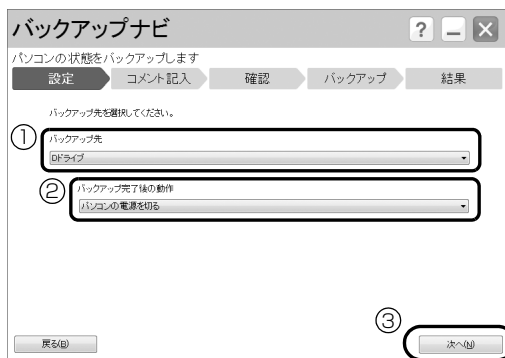 バックアップナビ
? － ×
パソコンの状態をバックアップします
設定 コメント記入 確認 バックアップ 結果
バックアップ先を選択してください。
①
バックアップ先
Dドライブ
②
バックアップ完了後の動作
パソコンの電源を切る
③
戻る(B) 次へ(N)